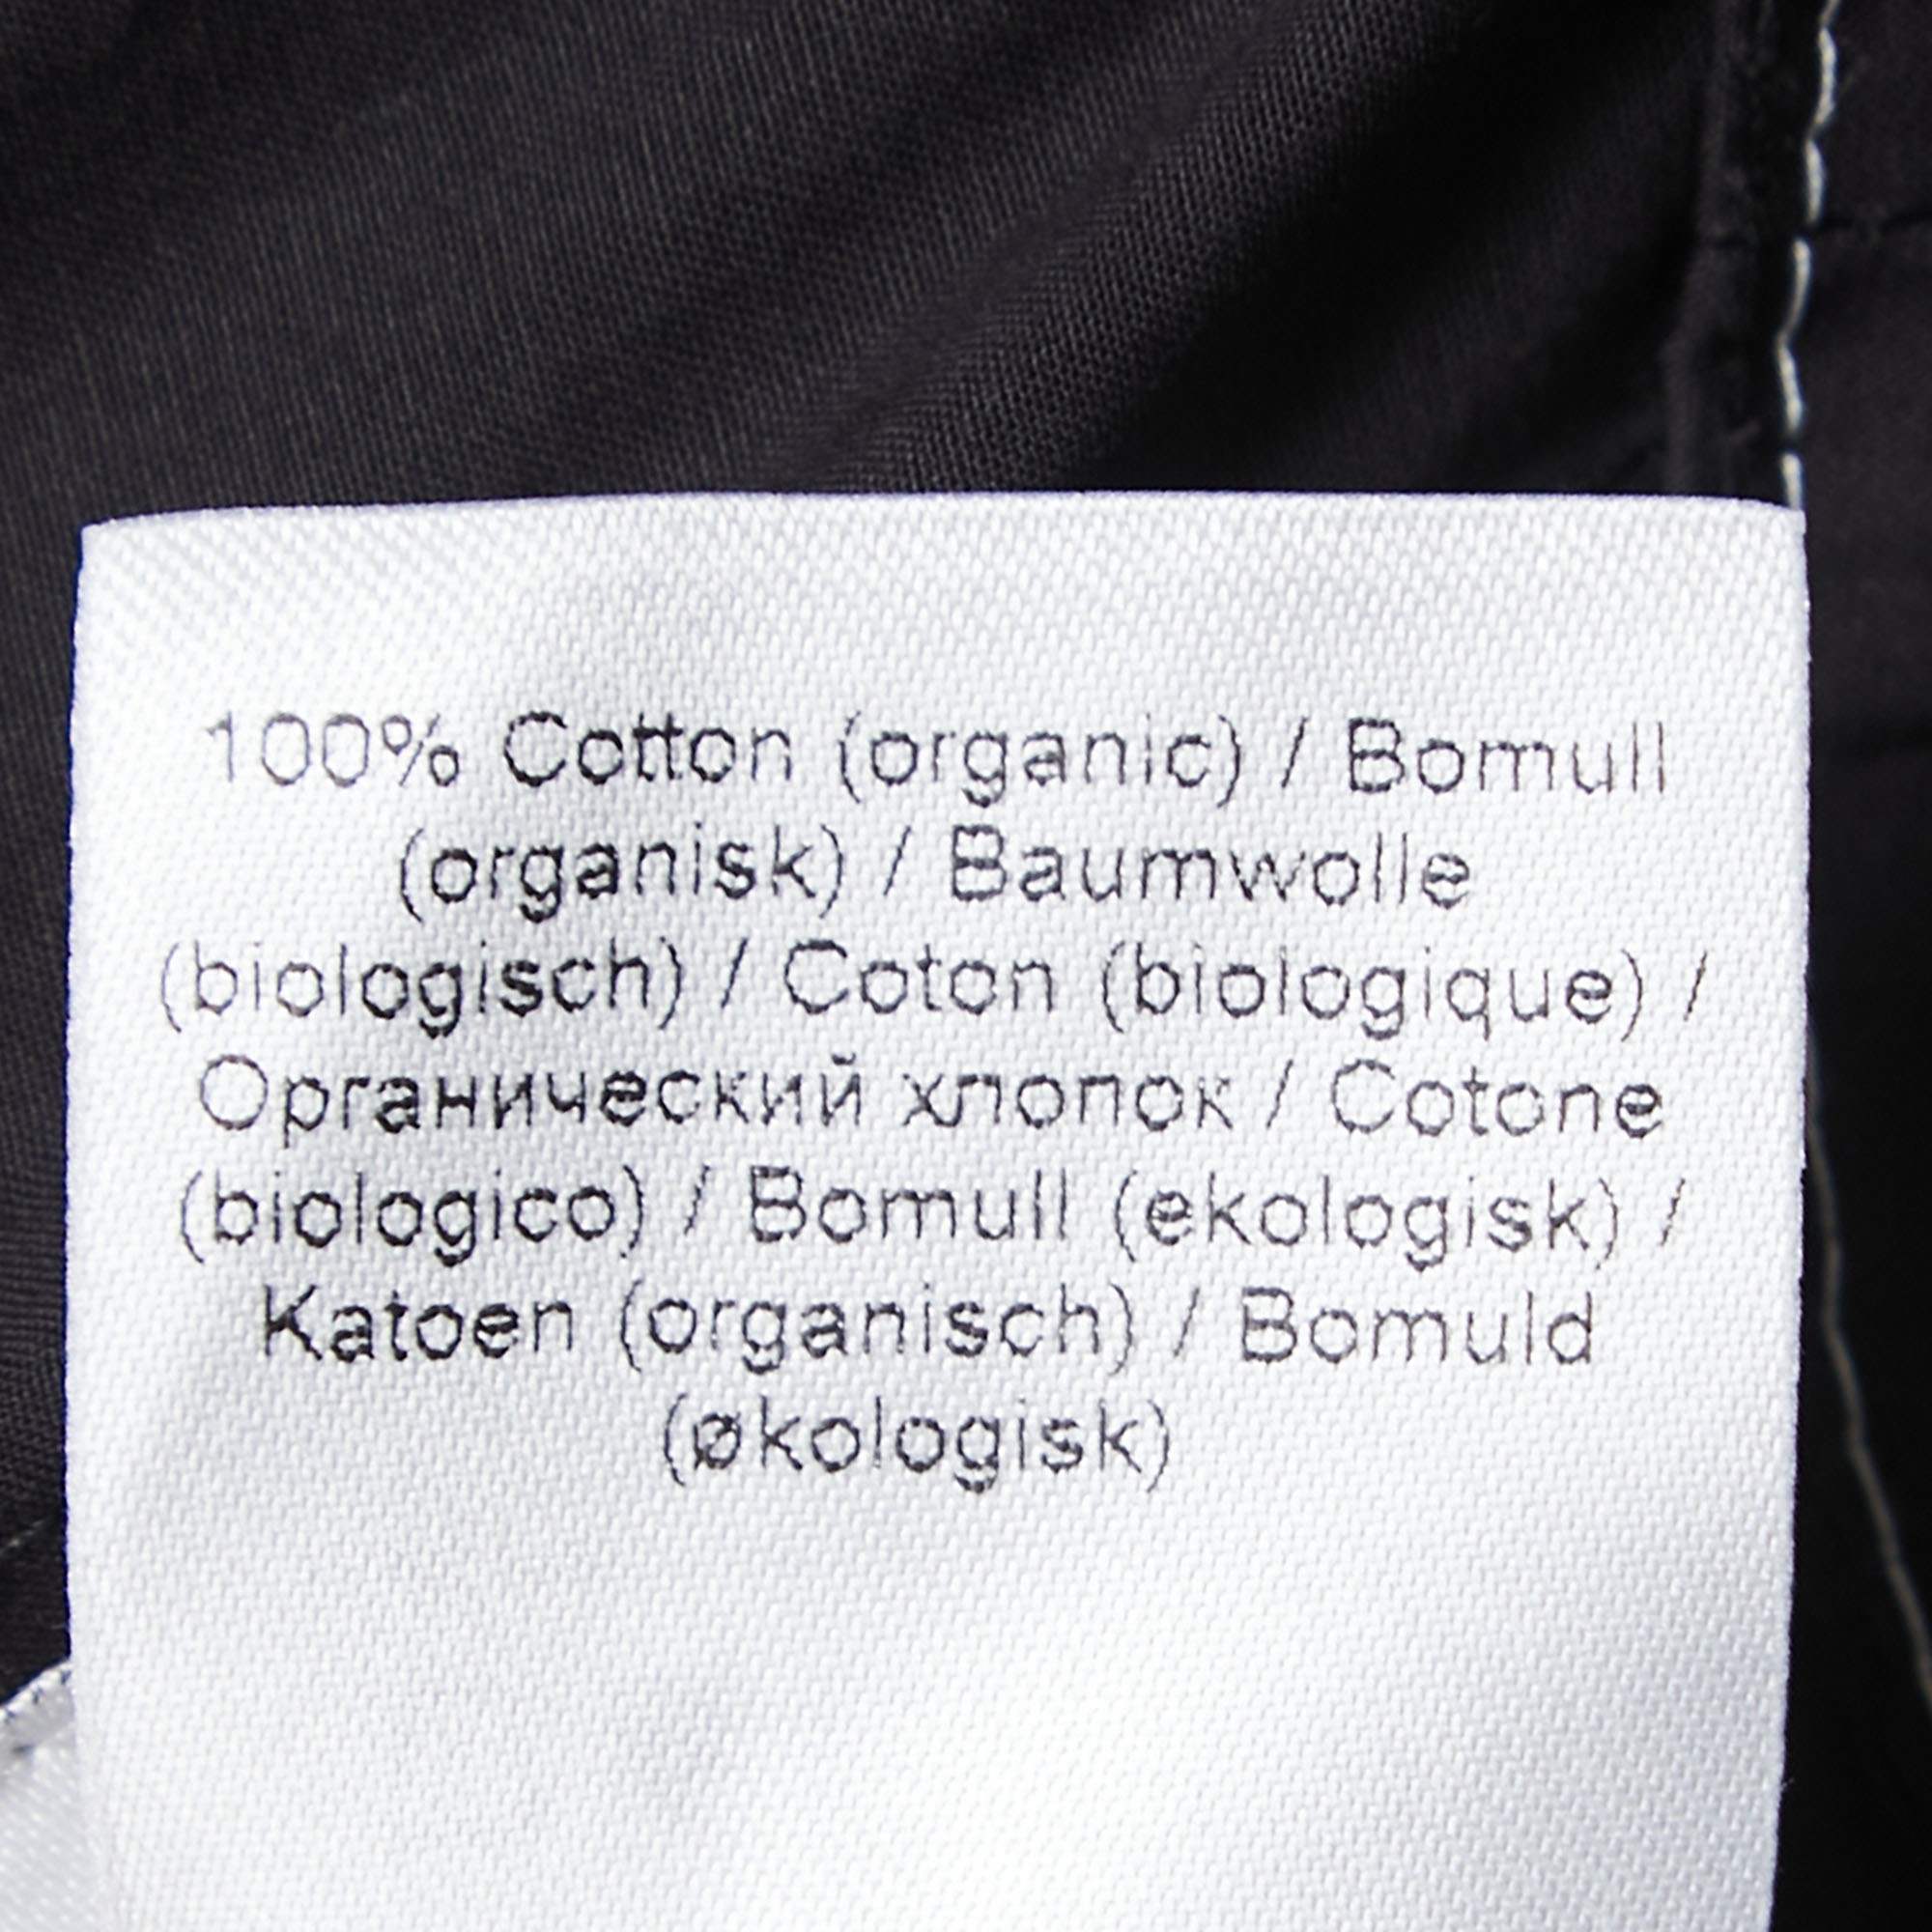 100% Cotton (organic) / Bomull
(organisk) / Baumwolle
(biologisch) / Coton (biologique) /
Органический хлопок / Cotone
(biologico) / Bomull (ekologisk) /
Katoen (organisch) / Bomuld
(økologisk)